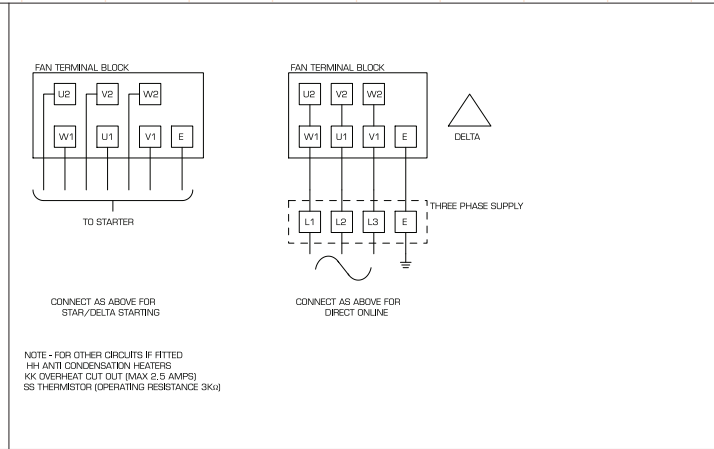 FAN TERMINAL BLOCK
U2 V2 W2
W1 U1 V1 E
TO STARTER
CONNECT AS ABOVE FOR
STAR/DELTA STARTING
FAN TERMINAL BLOCK
U2 V2 W2
W1 U1 V1 E
DELTA
THREE PHASE SUPPLY
L1 L2 L3 E
CONNECT AS ABOVE FOR
DIRECT ONLINE
NOTE - FOR OTHER CIRCUITS IF FITTED
HH ANTI CONDENSATION HEATERS
KK OVERHEAT CUT OUT (MAX 2.5 AMPS)
SS THERMISTOR (OPERATING RESISTANCE 3KΩ)